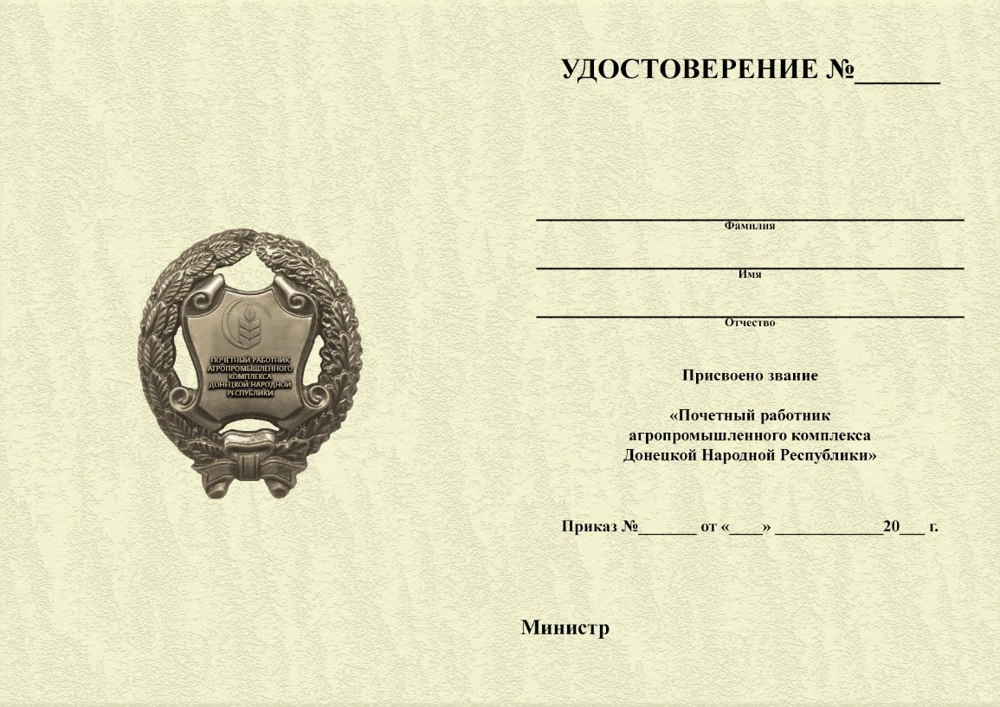 УДОСТОВЕРЕНИЕ №______
Фамилия
Имя
Отчество
ПОЧЕТНЫЙ РАБОТНИК
АГРОПРОМЫШЛЕННОГО
КОМПЛЕКСА
ДОНЕЦКОЙ НАРОДНОЙ
РЕСПУБЛИКИ
Присвоено звание
«Почетный работник
агропромышленного комплекса
Донецкой Народной Республики»
Приказ №_______ от «____» _____________20___ г.
Министр